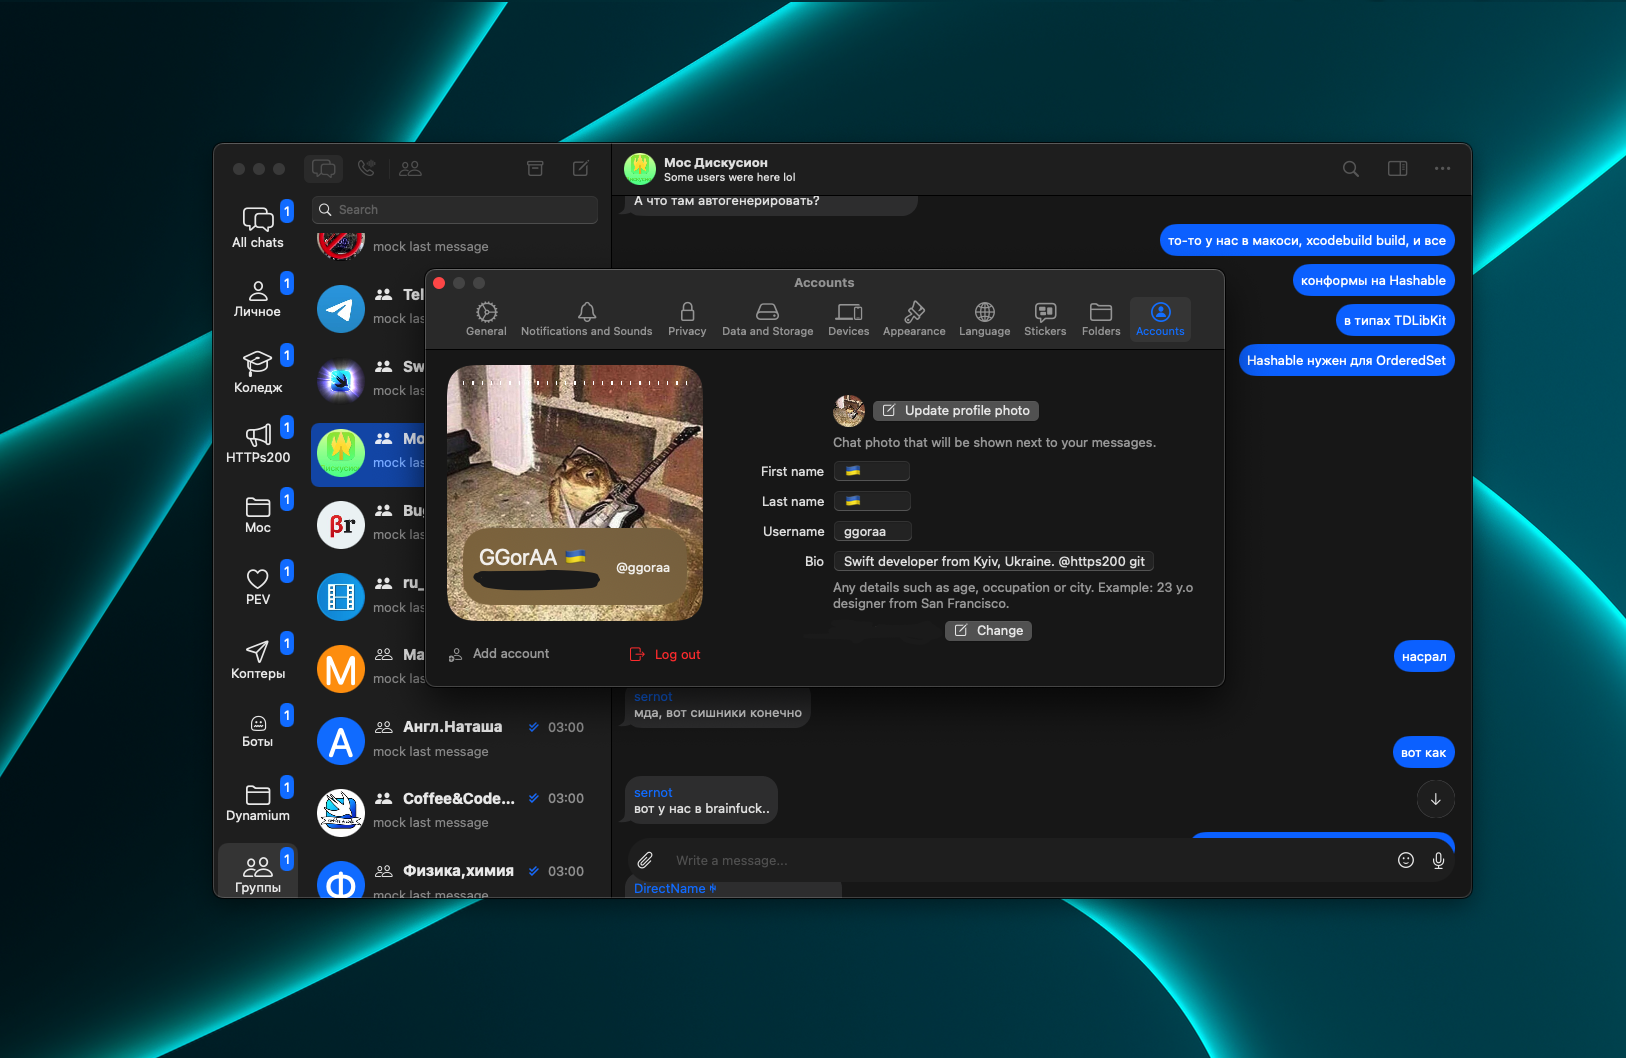 Мос Дискусион
Some users were here lol
Search
1
All chats
1
Личное
1
Коледж
1
HTTPs200
1
Мос
1
PEV
1
Коптеры
1
Боты
1
Dynamium
1
Группы
mock last message
Tel
mock las
Sw
mock las
Мо
mock las
βr
Bug
mock las
ru_
mock las
M
Ма
mock las
А
Англ.Наташа
03:00
mock last message
Coffee&Code...
03:00
mock last message
Ф
Физика,химия
03:00
mock last message
А что там автогенерировать?
то-то у нас в макоси, xcodebuild build, и все
конформы на Hashable
в типах TDLibKit
Hashable нужен для OrderedSet
Accounts
General
Notifications and Sounds
Privacy
Data and Storage
Devices
Appearance
Language
Stickers
Folders
Accounts
GGorAA 🇺🇦
@ggoraa
Add account
Log out
Update profile photo
Chat photo that will be shown next to your messages.
First name 🇺🇦
Last name 🇺🇦
Username ggoraa
Bio Swift developer from Kyiv, Ukraine. @https200 git
Any details such as age, occupation or city. Example: 23 y.o
designer from San Francisco.
Change
насрал
sernot
мда, вот сишники конечно
вот как
sernot
вот у нас в brainfuck..
Write a message...
DirectName